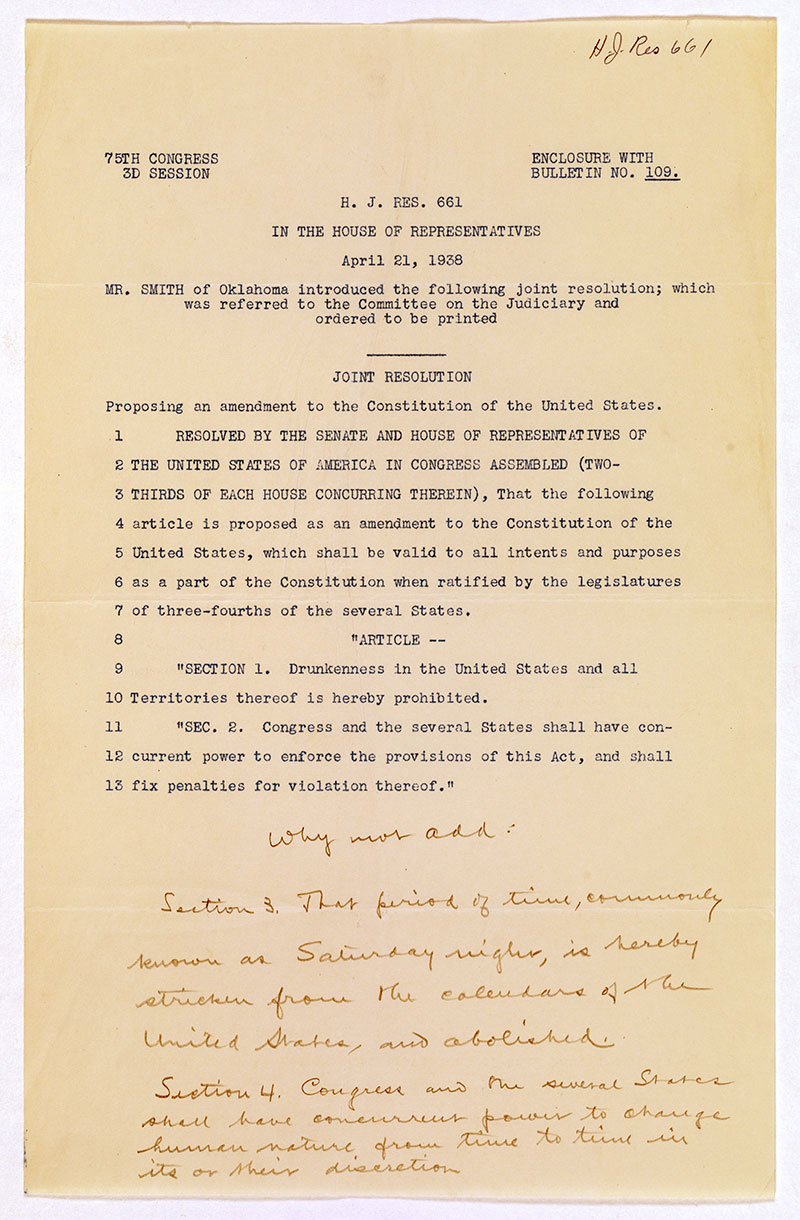 H.J. Res 661
75TH CONGRESS
3D SESSION
ENCLOSURE WITH
BULLETIN NO. 109.
H. J. RES. 661
IN THE HOUSE OF REPRESENTATIVES
April 21, 1938
MR. SMITH of Oklahoma introduced the following joint resolution; which
was referred to the Committee on the Judiciary and
ordered to be printed
JOINT RESOLUTION
Proposing an amendment to the Constitution of the United States.
1 RESOLVED BY THE SENATE AND HOUSE OF REPRESENTATIVES OF
2 THE UNITED STATES OF AMERICA IN CONGRESS ASSEMBLED (TWO-
3 THIRDS OF EACH HOUSE CONCURRING THEREIN), That the following
4 article is proposed as an amendment to the Constitution of the
5 United States, which shall be valid to all intents and purposes
6 as a part of the Constitution when ratified by the legislatures
7 of three-fourths of the several States.
8 "ARTICLE --
9 "SECTION 1. Drunkenness in the United States and all
10 Territories thereof is hereby prohibited.
11 "SEC. 2. Congress and the several States shall have con-
12 current power to enforce the provisions of this Act, and shall
13 fix penalties for violation thereof."
Why not add:
Section 3. That period of time, commonly
known as Saturday night, is hereby
stricken from the calendars of the
United States, and abolished.
Section 4. Congress and the several States
shall have concurrent power to change
human nature from time to time in
its or their discretion